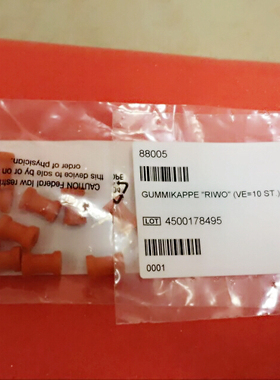 88005
GUMMIKAPPE "RIWO" (VE=10 ST.)
LOT 4500178495
0001
CAUTION Federal law restri
this device to sale by or on
order of physician.